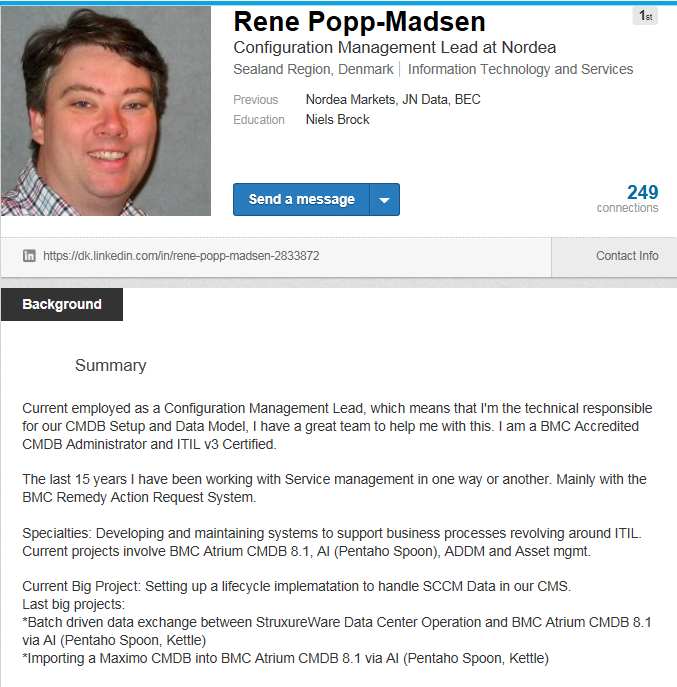 Rene Popp-Madsen
1st
Configuration Management Lead at Nordea
Sealand Region, Denmark | Information Technology and Services
Previous Nordea Markets, JN Data, BEC
Education Niels Brock
Send a message
249
connections
in https://dk.linkedin.com/in/rene-popp-madsen-2833872
Contact Info
Background
Summary
Current employed as a Configuration Management Lead, which means that I'm the technical responsible
for our CMDB Setup and Data Model, I have a great team to help me with this. I am a BMC Accredited
CMDB Administrator and ITIL v3 Certified.
The last 15 years I have been working with Service management in one way or another. Mainly with the
BMC Remedy Action Request System.
Specialties: Developing and maintaining systems to support business processes revolving around ITIL.
Current projects involve BMC Atrium CMDB 8.1, AI (Pentaho Spoon), ADDM and Asset mgmt.
Current Big Project: Setting up a lifecycle implematation to handle SCCM Data in our CMS.
Last big projects:
*Batch driven data exchange between StruxureWare Data Center Operation and BMC Atrium CMDB 8.1
via AI (Pentaho Spoon, Kettle)
*Importing a Maximo CMDB into BMC Atrium CMDB 8.1 via AI (Pentaho Spoon, Kettle)